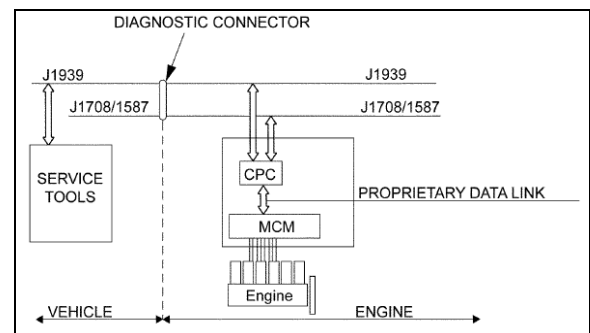 DIAGNOSTIC CONNECTOR
J1939
J1939
J1708/1587
J1708/1587
SERVICE
TOOLS
CPC
PROPRIETARY DATA LINK
MCM
Engine
VEHICLE
ENGINE